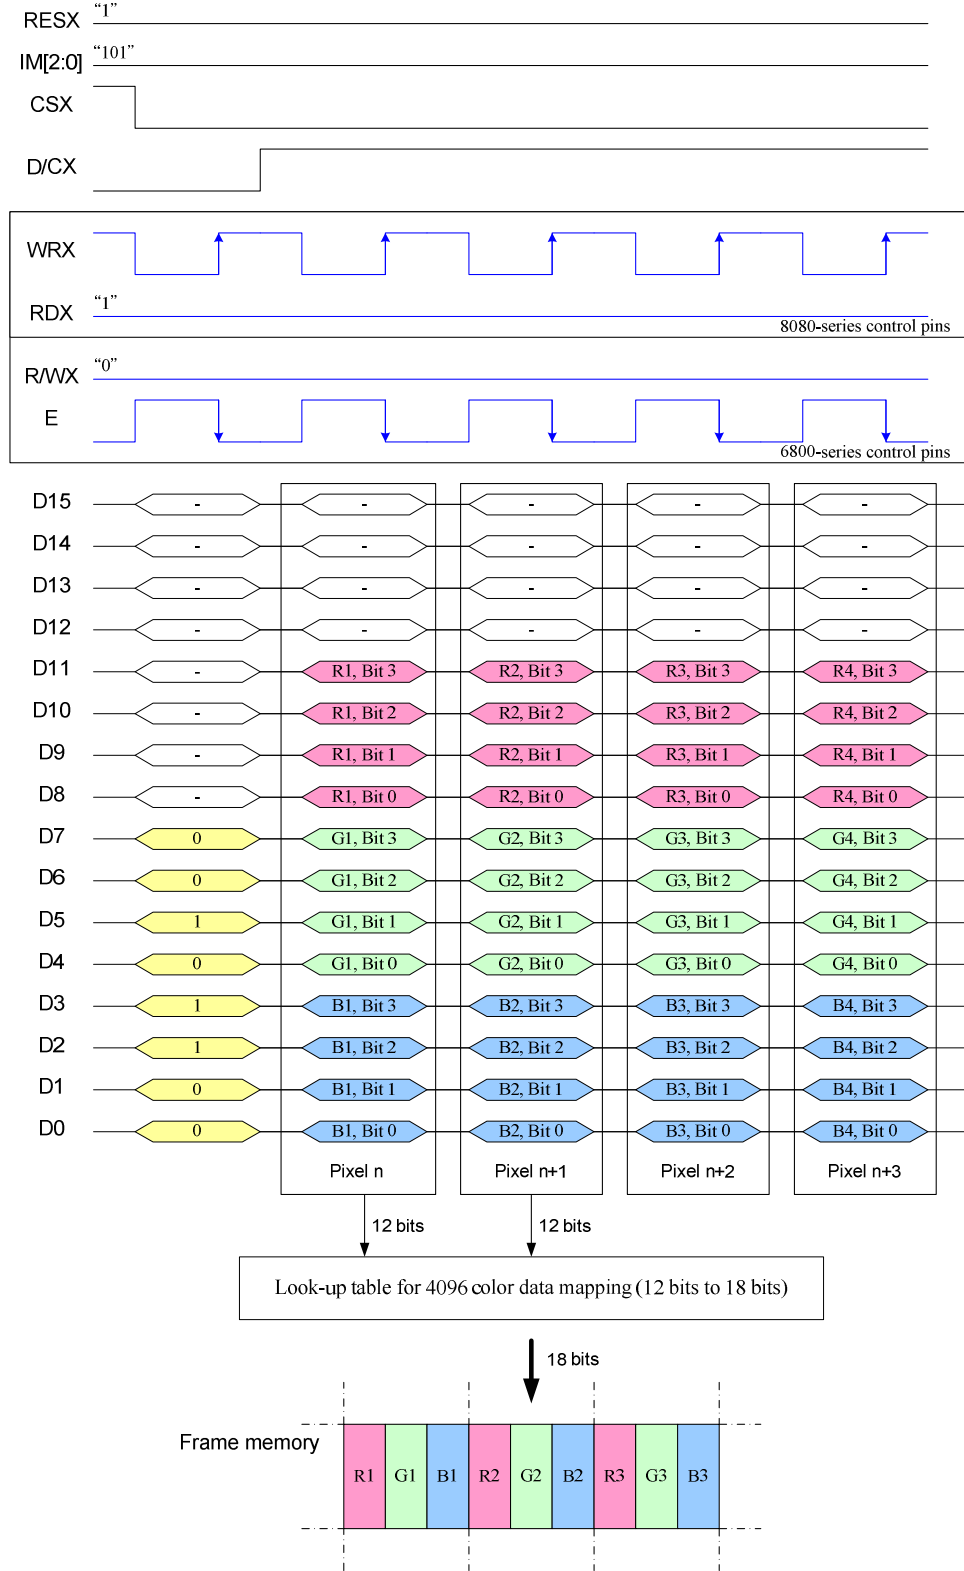 RESX “1”
IM[2:0] “101”
CSX
D/CX
WRX
RDX “1”
8080-series control pins
R/WX “0”
E
6800-series control pins
D15 - - - - -
D14 - - - - -
D13 - - - - -
D12 - - - - -
D11 - R1, Bit 3 R2, Bit 3 R3, Bit 3 R4, Bit 3
D10 - R1, Bit 2 R2, Bit 2 R3, Bit 2 R4, Bit 2
D9 - R1, Bit 1 R2, Bit 1 R3, Bit 1 R4, Bit 1
D8 - R1, Bit 0 R2, Bit 0 R3, Bit 0 R4, Bit 0
D7 0 G1, Bit 3 G2, Bit 3 G3, Bit 3 G4, Bit 3
D6 0 G1, Bit 2 G2, Bit 2 G3, Bit 2 G4, Bit 2
D5 1 G1, Bit 1 G2, Bit 1 G3, Bit 1 G4, Bit 1
D4 0 G1, Bit 0 G2, Bit 0 G3, Bit 0 G4, Bit 0
D3 1 B1, Bit 3 B2, Bit 3 B3, Bit 3 B4, Bit 3
D2 1 B1, Bit 2 B2, Bit 2 B3, Bit 2 B4, Bit 2
D1 0 B1, Bit 1 B2, Bit 1 B3, Bit 1 B4, Bit 1
D0 0 B1, Bit 0 B2, Bit 0 B3, Bit 0 B4, Bit 0
Pixel n Pixel n+1 Pixel n+2 Pixel n+3
12 bits 12 bits
Look-up table for 4096 color data mapping (12 bits to 18 bits)
18 bits
Frame memory
R1 G1 B1 R2 G2 B2 R3 G3 B3